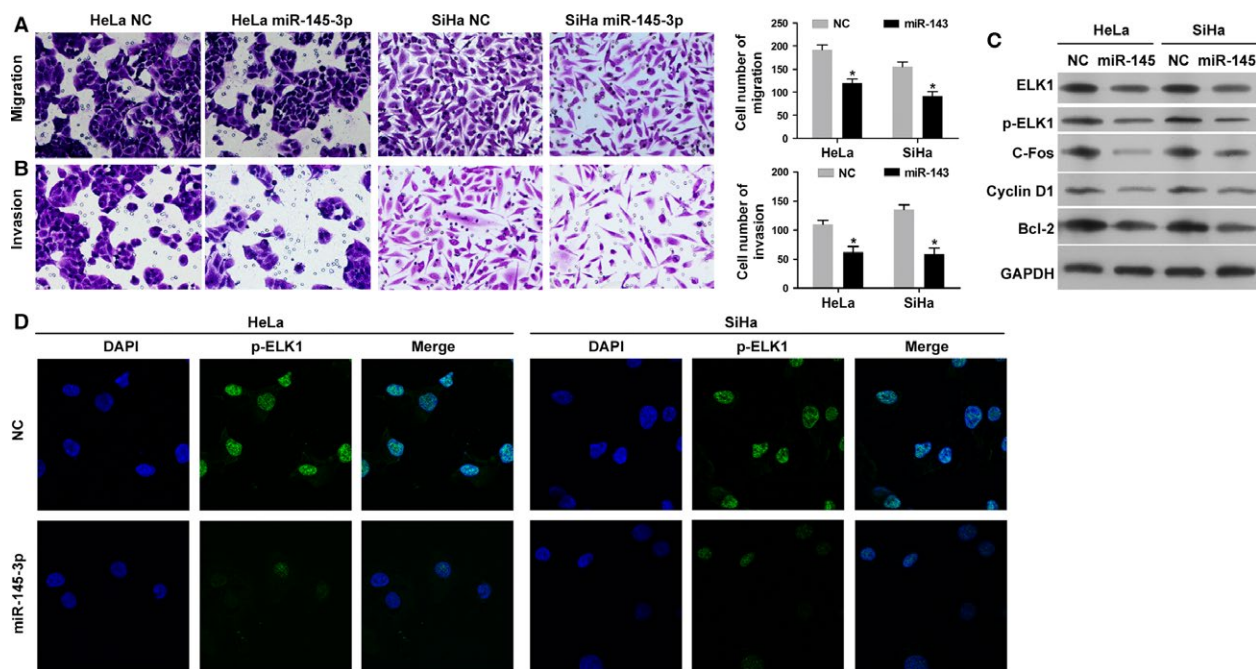 A
HeLa NC
HeLa miR-145-3p
SiHa NC
SiHa miR-145-3p
Migration
B
Invasion
NC
miR-143
Cell number of
migration
250
200
150
100
50
0
*
*
HeLa
SiHa
NC
miR-143
Cell number of
invasion
200
150
100
50
0
*
*
HeLa
SiHa
C
HeLa
SiHa
NC miR-145
NC miR-145
ELK1
p-ELK1
C-Fos
Cyclin D1
Bcl-2
GAPDH
D
HeLa
SiHa
DAPI
p-ELK1
Merge
DAPI
p-ELK1
Merge
NC
miR-145-3p